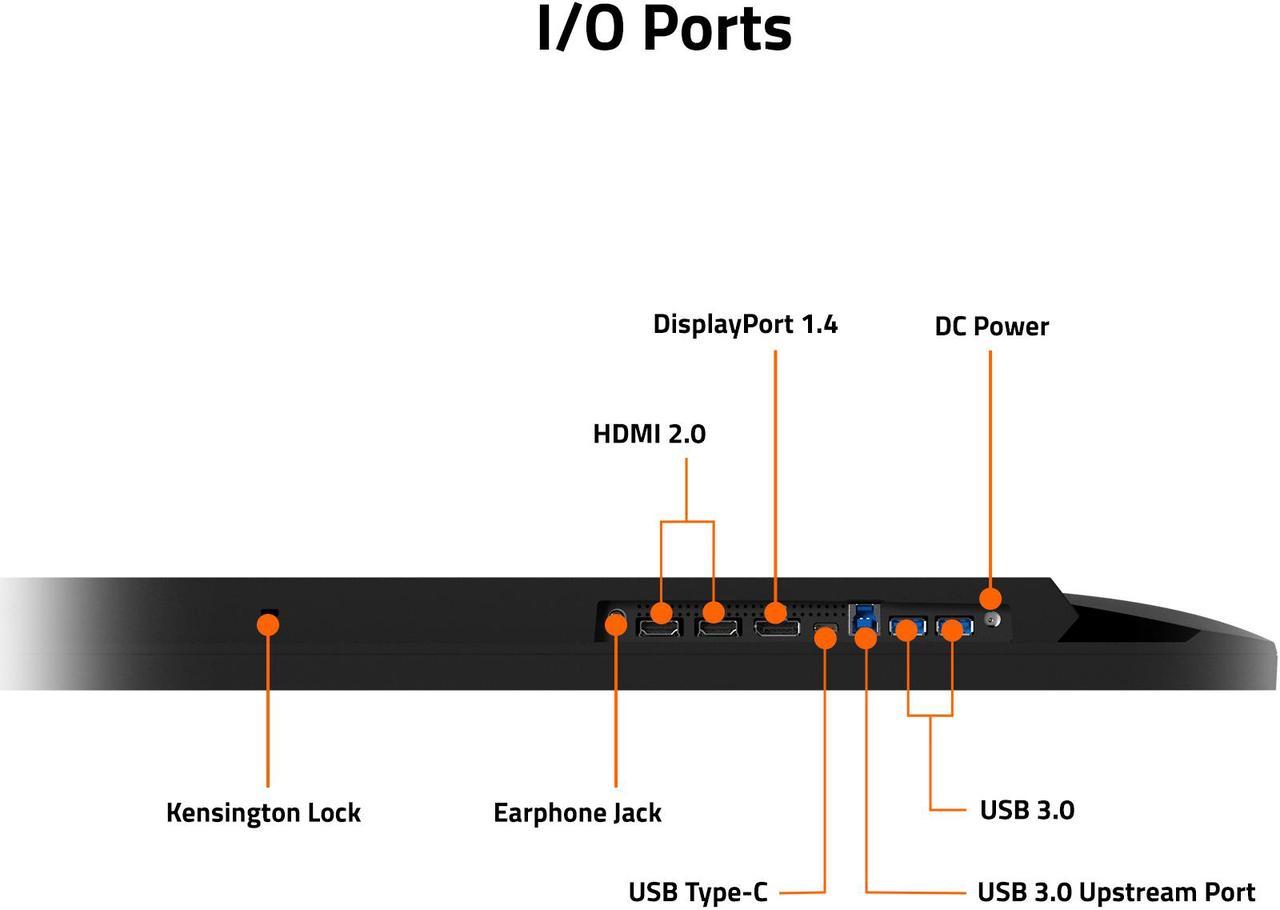 I/O Ports
DisplayPort 1.4
DC Power
HDMI 2.0
Kensington Lock
Earphone Jack
USB 3.0
USB Type-C
USB 3.0 Upstream Port